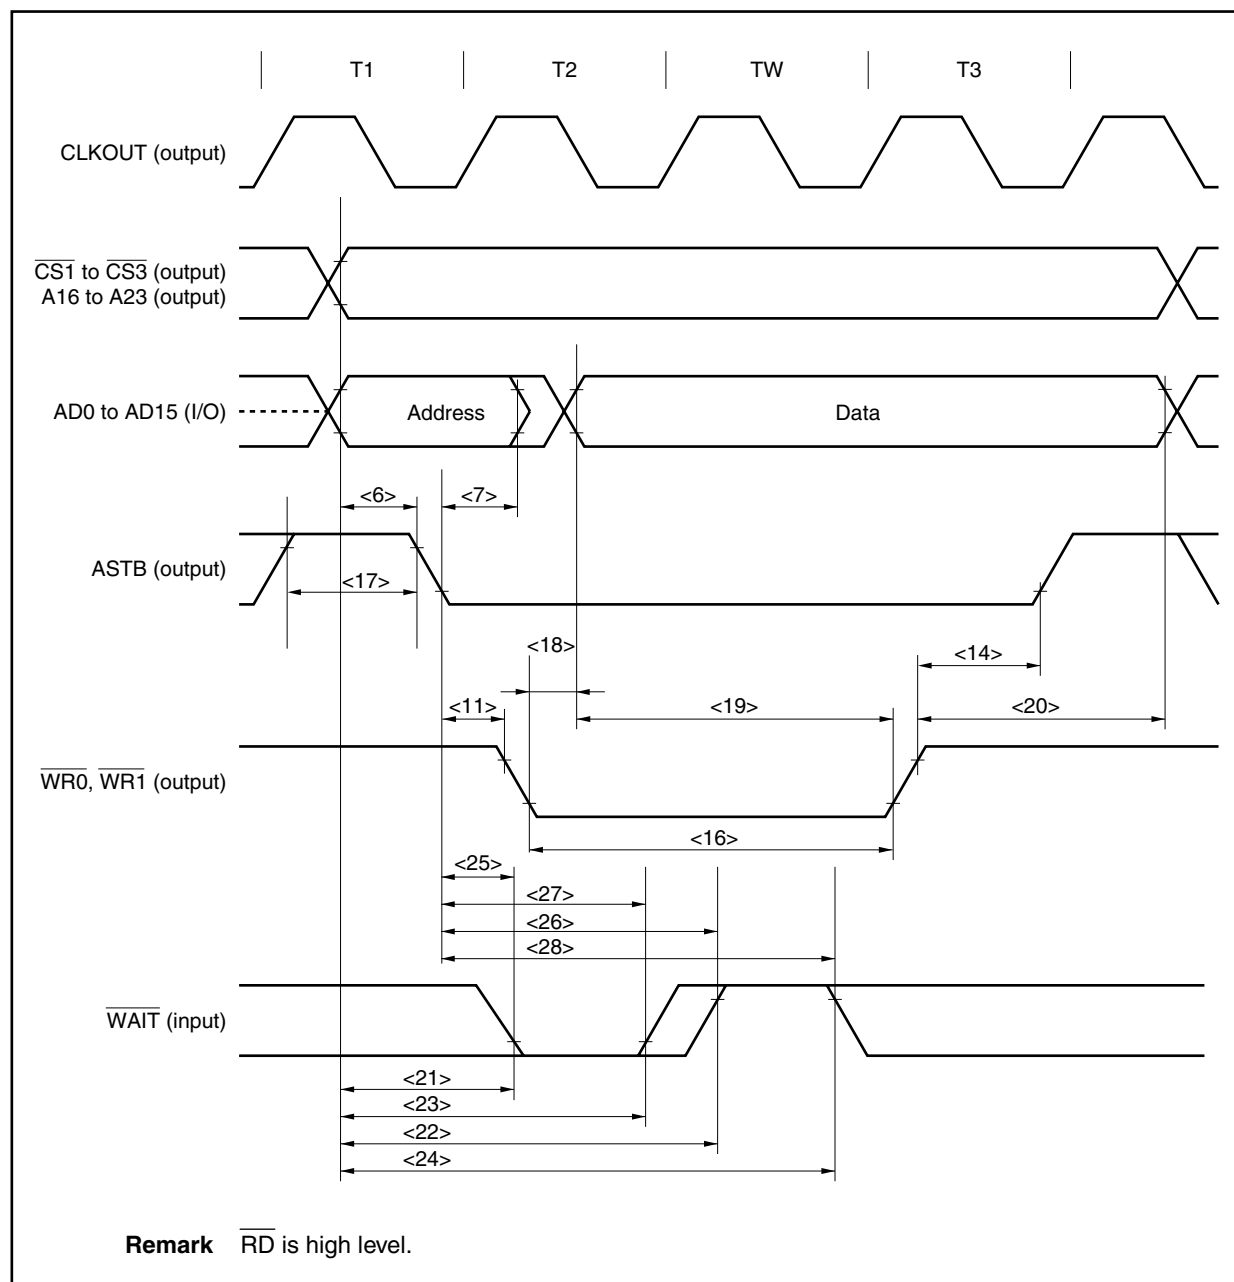 T1 T2 TW T3
CLKOUT (output)
CS1 to CS3 (output)
A16 to A23 (output)
AD0 to AD15 (I/O) Address Data
<6> <7>
ASTB (output)
<17>
<18>
<14>
<11> <19> <20>
WR0, WR1 (output)
<16>
<25>
<27>
<26>
<28>
WAIT (input)
<21>
<23>
<22>
<24>
Remark RD is high level.